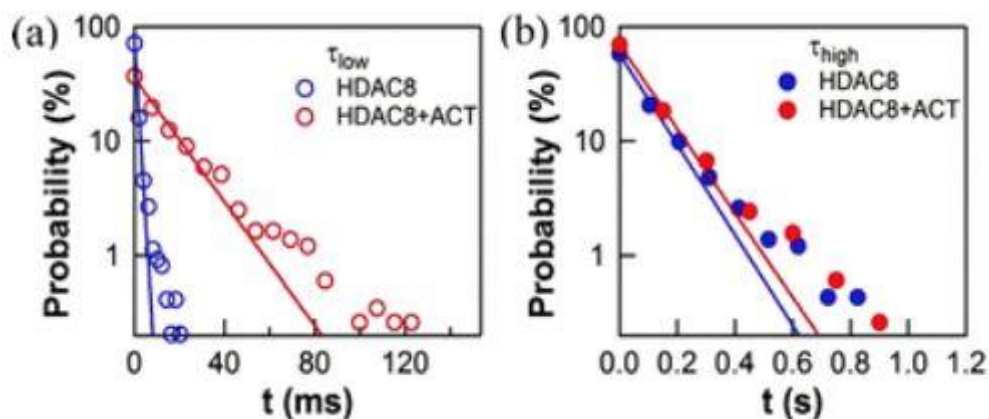 (a)
Probability (%)
100
10
1
τlow
HDAC8
HDAC8+ACT
0 40 80 120
t (ms)
(b)
Probability (%)
100
10
1
τhigh
HDAC8
HDAC8+ACT
0.0 0.2 0.4 0.6 0.8 1.0 1.2
t (s)